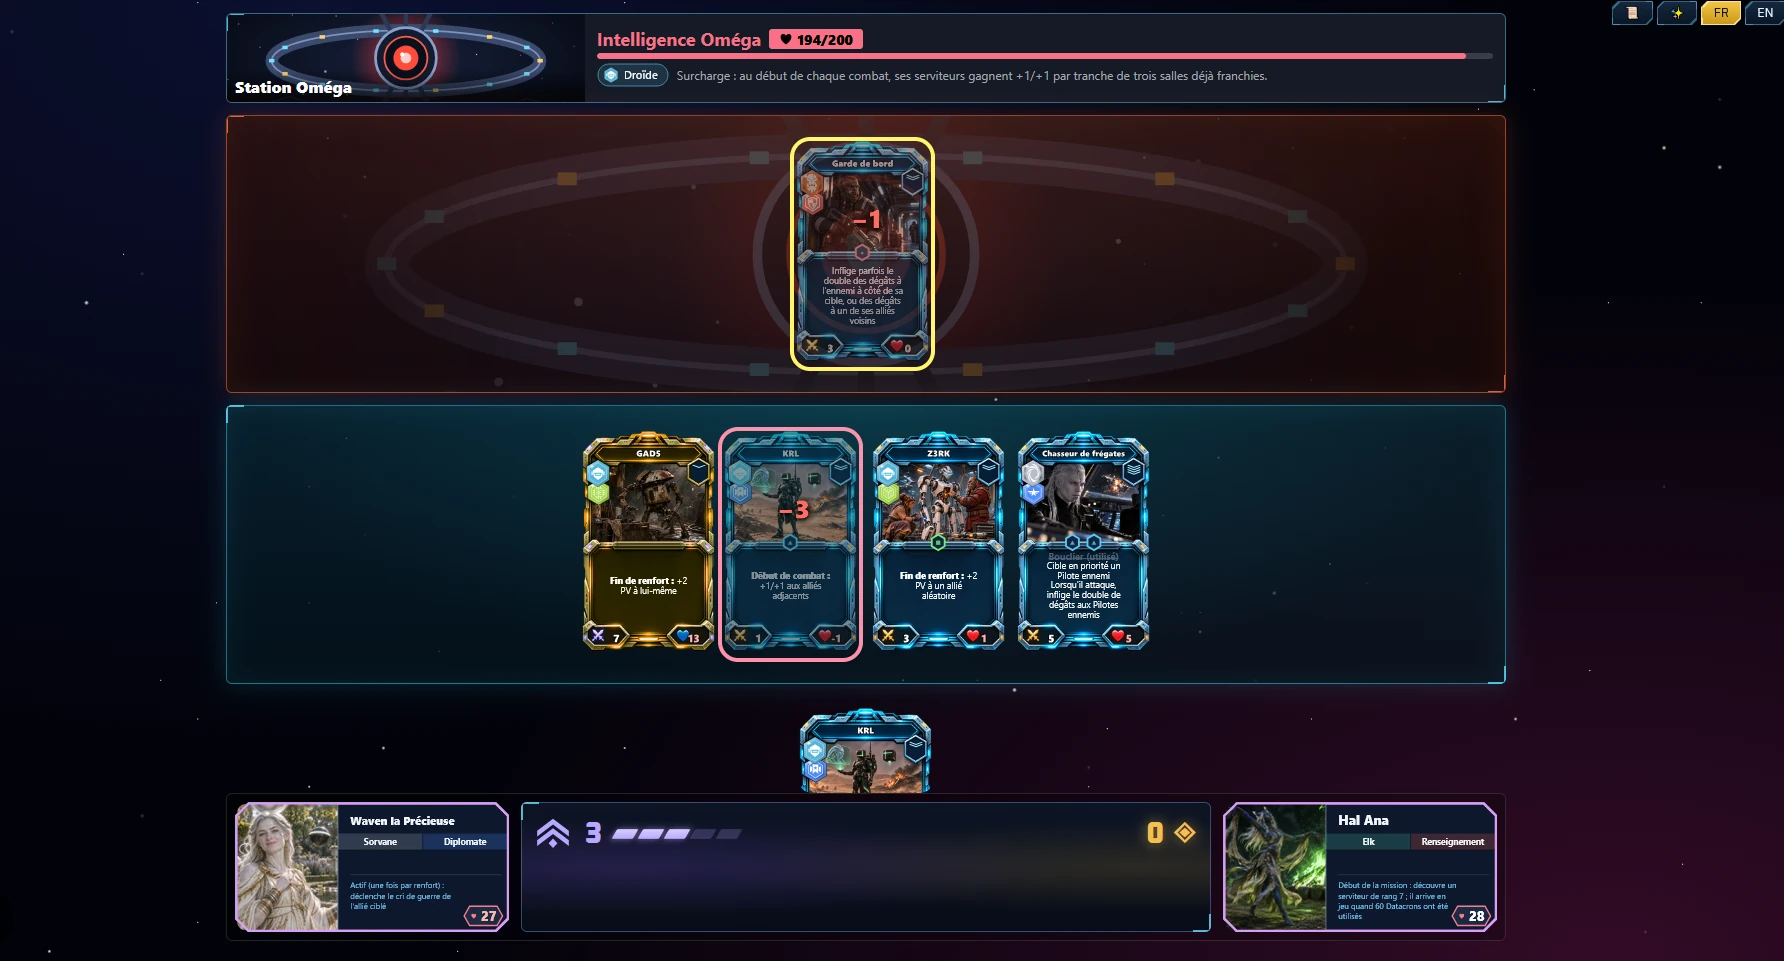 FR
EN
Station Oméga
Intelligence Oméga
194/200
Droïde
Surcharge : au début de chaque combat, ses serviteurs gagnent +1/+1 par tranche de trois salles déjà franchies.
Garde de bord
–1
Inflige parfois le
double des dégâts à
l'ennemi à côté de sa
cible, ou des dégâts
à un de ses alliés
voisins
3
0
GAD5
Fin de renfort : +2
PV à lui-même
7
13
KRL
–3
Début de combat :
+1/+1 aux alliés
adjacents
1
-1
Z3RK
Fin de renfort : +2
PV à un allié
aléatoire
3
1
Chasseur de frégates
Bouclier (utilisé)
Cible en priorité un
Pilote ennemi
Lorsqu'il attaque,
inflige le double de
dégâts aux Pilotes
ennemis
5
5
KRL
Waven la Précieuse
Sorvane
Diplomate
Actif (une fois par renfort) :
déclenche le cri de guerre de
l'allié ciblé
27
3
0
Hal Ana
Elk
Renseignement
Début de la mission : découvre un
serviteur de rang 7 ; il arrive en
jeu quand 60 Datacrons ont été
utilisés
28